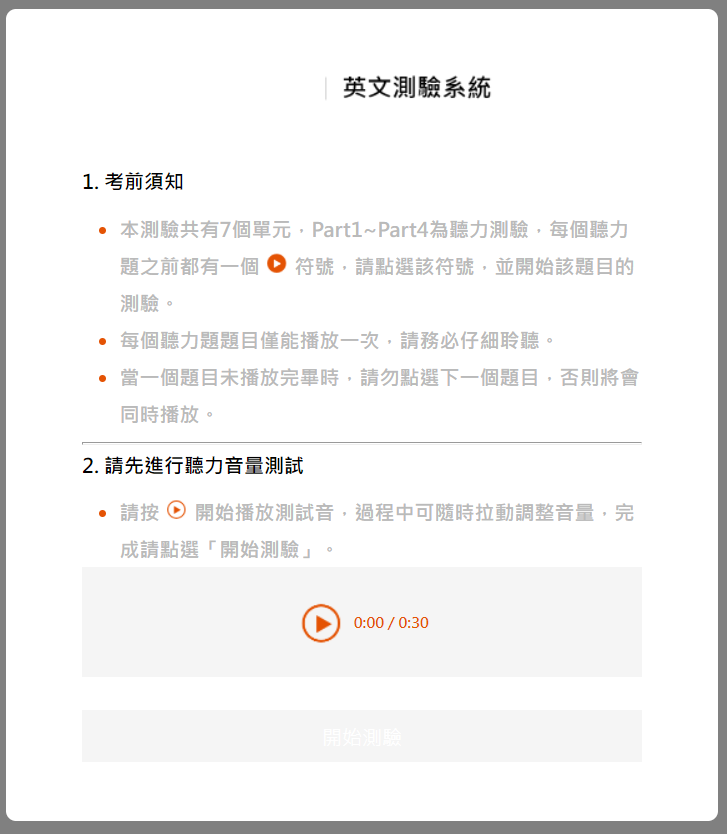 英文測驗系統
1. 考前須知
本測驗共有7個單元，Part1~Part4為聽力測驗，每個聽力
題之前都有一個 符號，請點選該符號，並開始該題目的
測驗。
每個聽力題題目僅能播放一次，請務必仔細聆聽。
當一個題目未播放完畢時，請勿點選下一個題目，否則將會
同時播放。
2. 請先進行聽力音量測試
請按 開始播放測試音，過程中可隨時拉動調整音量，完
成請點選「開始測驗」。
0:00 / 0:30
開始測驗